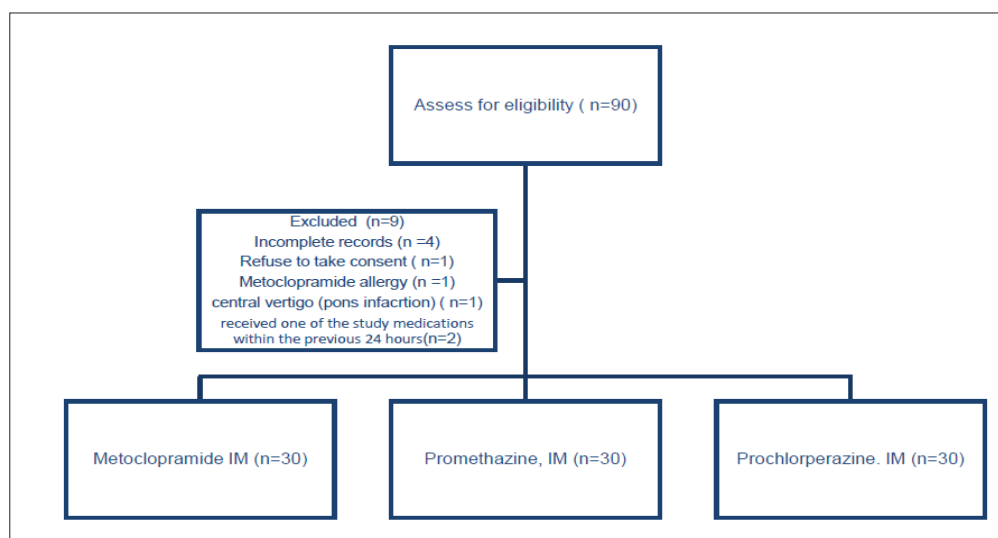 Assess for eligibility ( n=90)
Excluded (n=9)
Incomplete records (n =4)
Refuse to take consent ( n=1)
Metoclopramide allergy (n =1)
central vertigo (pons infacrtion) ( n=1)
received one of the study medications
within the previous 24 hours(n=2)
Metoclopramide IM (n=30)
Promethazine, IM (n=30)
Prochlorperazine. IM (n=30)